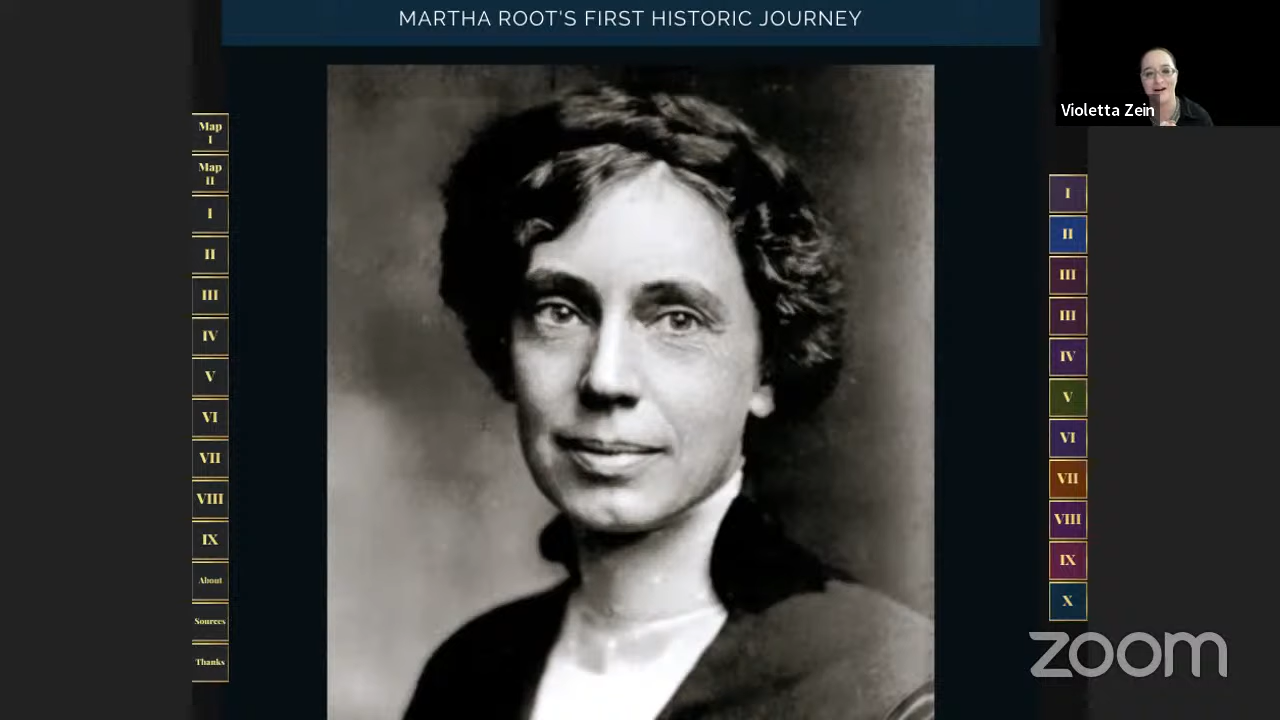 MARTHA ROOT'S FIRST HISTORIC JOURNEY
Violetta Zein
Map
I
Map
II
I
II
III
IV
V
VI
VII
VIII
IX
About
Sources
Thanks
I
II
III
III
IV
V
VI
VII
VIII
IX
X
zoom